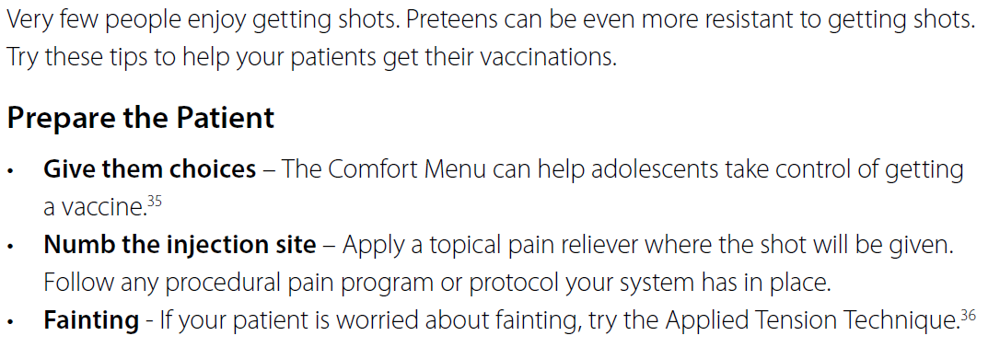 Very few people enjoy getting shots. Preteens can be even more resistant to getting shots.
Try these tips to help your patients get their vaccinations.
Prepare the Patient
• Give them choices – The Comfort Menu can help adolescents take control of getting
a vaccine.35
• Numb the injection site – Apply a topical pain reliever where the shot will be given.
Follow any procedural pain program or protocol your system has in place.
• Fainting - If your patient is worried about fainting, try the Applied Tension Technique.36